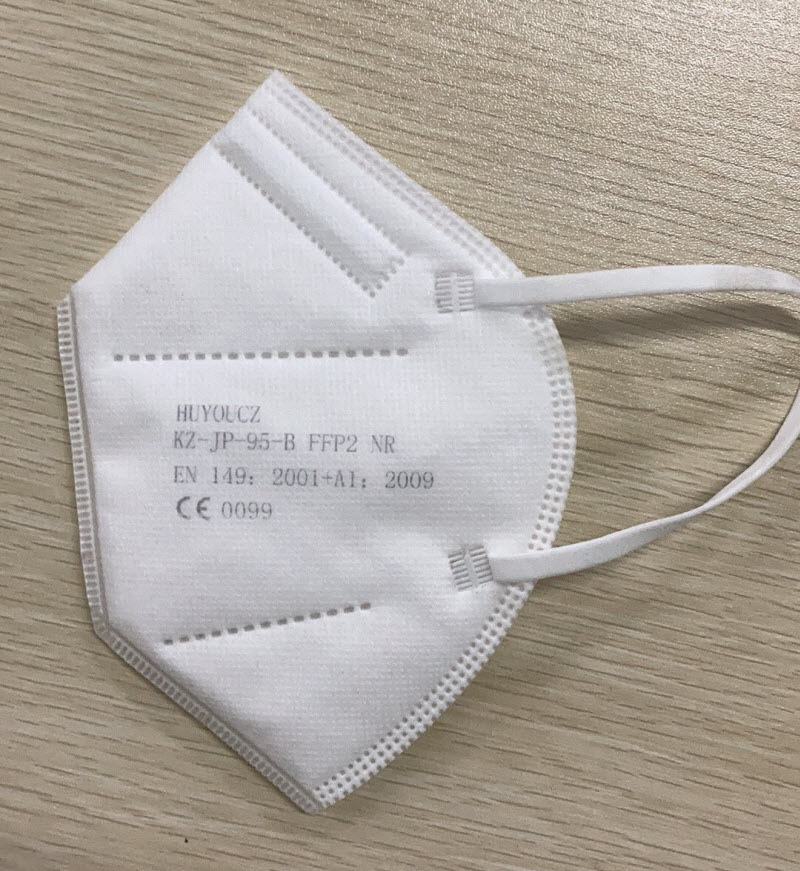 HUYOUCZ
KZ-JP-95-B FFP2 NR
EN 149: 2001+A1: 2009
CE 0099